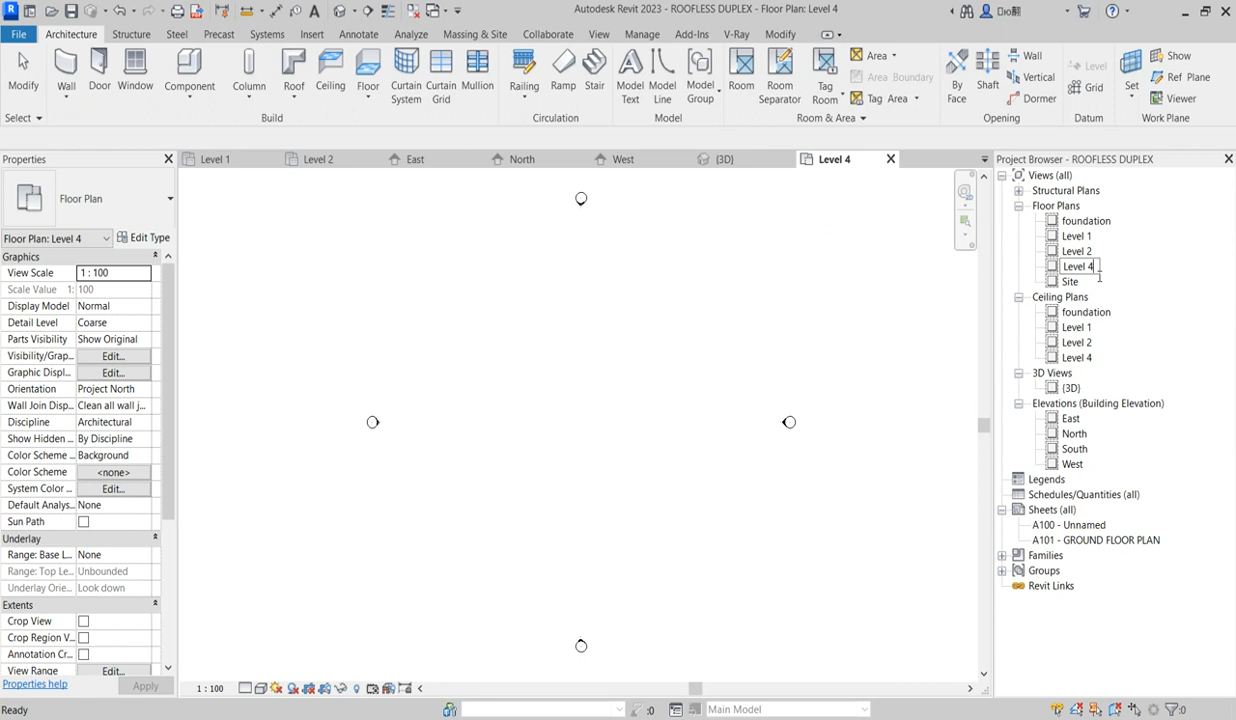 Autodesk Revit 2023 - ROOFLESS DUPLEX - Floor Plan: Level 4
File Architecture Structure Steel Precast Systems Insert Annotate Analyze Massing & Site Collaborate View Manage Add-Ins V-Ray Modify
Modify Wall Door Window Component Column Roof Ceiling Floor Curtain System Curtain Grid Mullion Railing Ramp Stair Model Text Model Line Model Group Room Room Separator Tag Room
Area
Area Boundary
Tag Area
By Face Shaft
Wall
Vertical
Dormer
Level
Grid
Set
Show
Ref Plane
Viewer
Select Build Circulation Model Room & Area Opening Datum Work Plane
Properties
Level 1 Level 2 East North West {3D} Level 4
Project Browser - ROOFLESS DUPLEX
Floor Plan
Floor Plan: Level 4 Edit Type
Graphics
View Scale 1 : 100
Scale Value 1: 100
Display Model Normal
Detail Level Coarse
Parts Visibility Show Original
Visibility/Grap... Edit...
Graphic Displ... Edit...
Orientation Project North
Wall Join Disp... Clean all wall j...
Discipline Architectural
Show Hidden ... By Discipline
Color Scheme ... Background
Color Scheme <none>
System Color ... Edit...
Default Analys... None
Sun Path
Underlay
Range: Base L... None
Range: Top Le... Unbounded
Underlay Orie... Look down
Extents
Crop View
Crop Region V...
Annotation Cr...
View Range Edit...
Properties help Apply
Views (all)
Structural Plans
Floor Plans
foundation
Level 1
Level 2
Level 4
Site
Ceiling Plans
foundation
Level 1
Level 2
Level 4
3D Views
{3D}
Elevations (Building Elevation)
East
North
South
West
Legends
Schedules/Quantities (all)
Sheets (all)
A100 - Unnamed
A101 - GROUND FLOOR PLAN
Families
Groups
Revit Links
1 : 100
Ready :0 Main Model :0